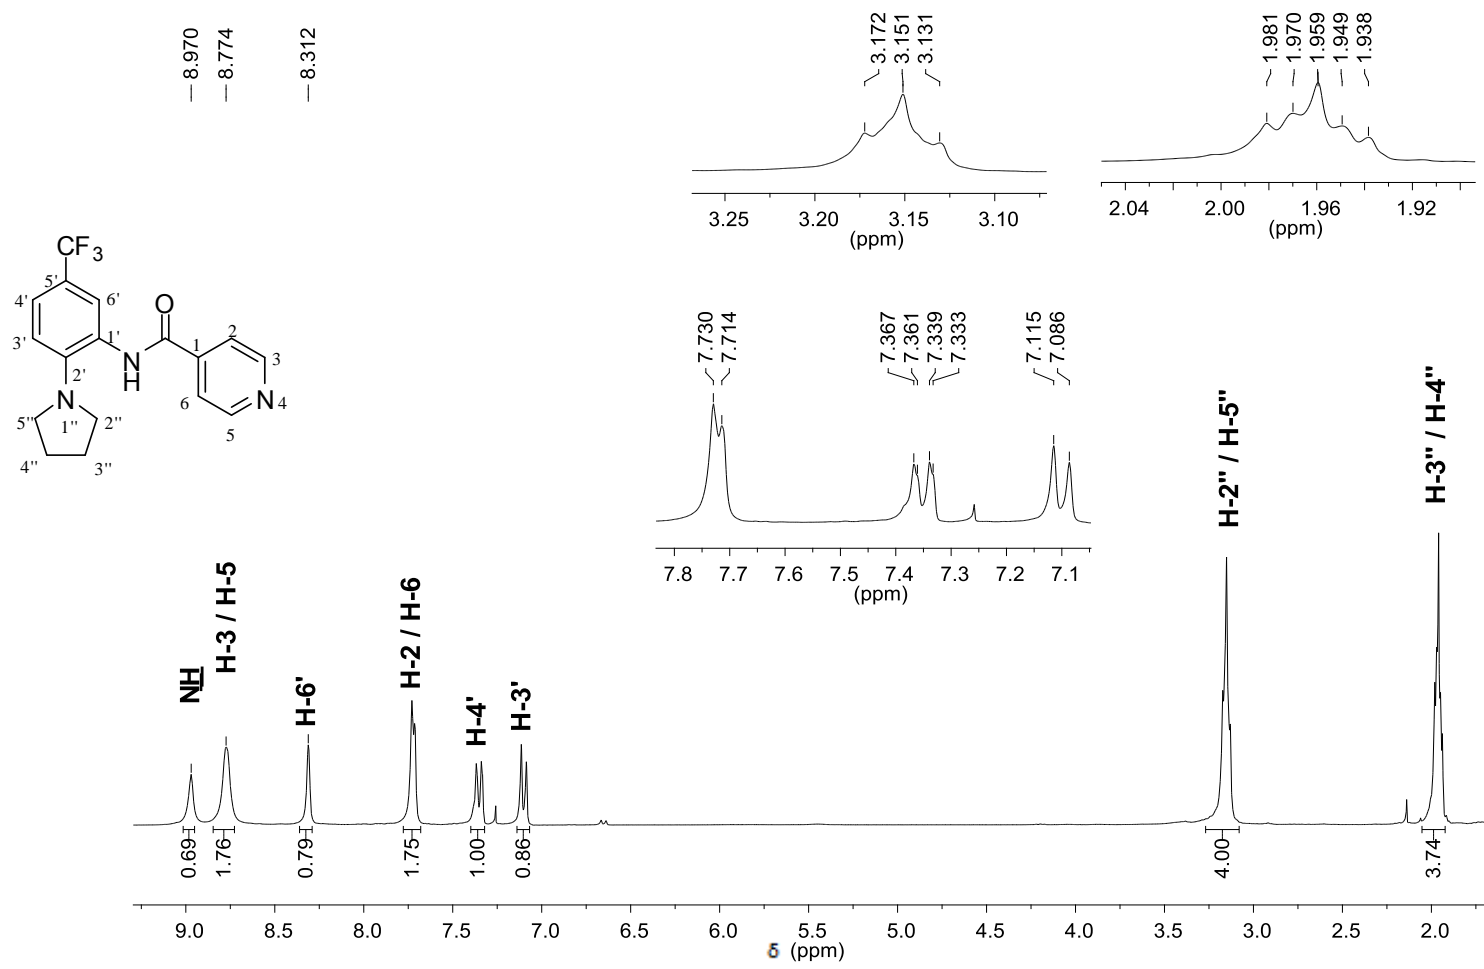 8.970
8.774
8.312
3.172
3.151
3.131
1.981
1.970
1.959
1.949
1.938
3.25 3.20 3.15 3.10
(ppm)
2.04 2.00 1.96 1.92
(ppm)
CF3
5'
4'
6'
O
3'
1'
2'
N
H
1
2
3
N
4
5
6
N
1''
5''
2''
4''
3''
7.730
7.714
7.367
7.361
7.339
7.333
7.115
7.086
7.8 7.7 7.6 7.5 7.4 7.3 7.2 7.1
(ppm)
NH
H-3 / H-5
H-6'
H-2 / H-6
H-4'
H-3'
H-2" / H-5"
H-3" / H-4"
0.69
1.76
0.79
1.75
1.00
0.86
4.00
3.74
9.0 8.5 8.0 7.5 7.0 6.5 6.0 5.5 5.0 4.5 4.0 3.5 3.0 2.5 2.0
δ (ppm)